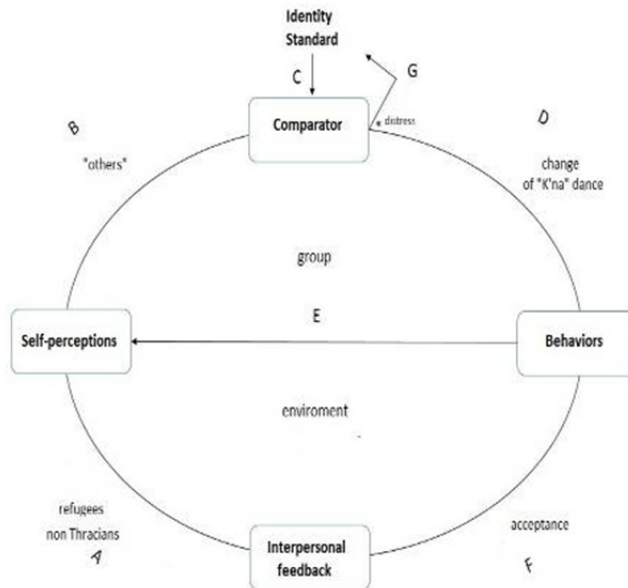 Identity
Standard
C
G
B
Comparator
* distress
D
"others"
change
of "K'na" dance
group
E
Self-perceptions
Behaviors
enviroment
refugees
non Thracians
A
Interpersonal
feedback
acceptance
F